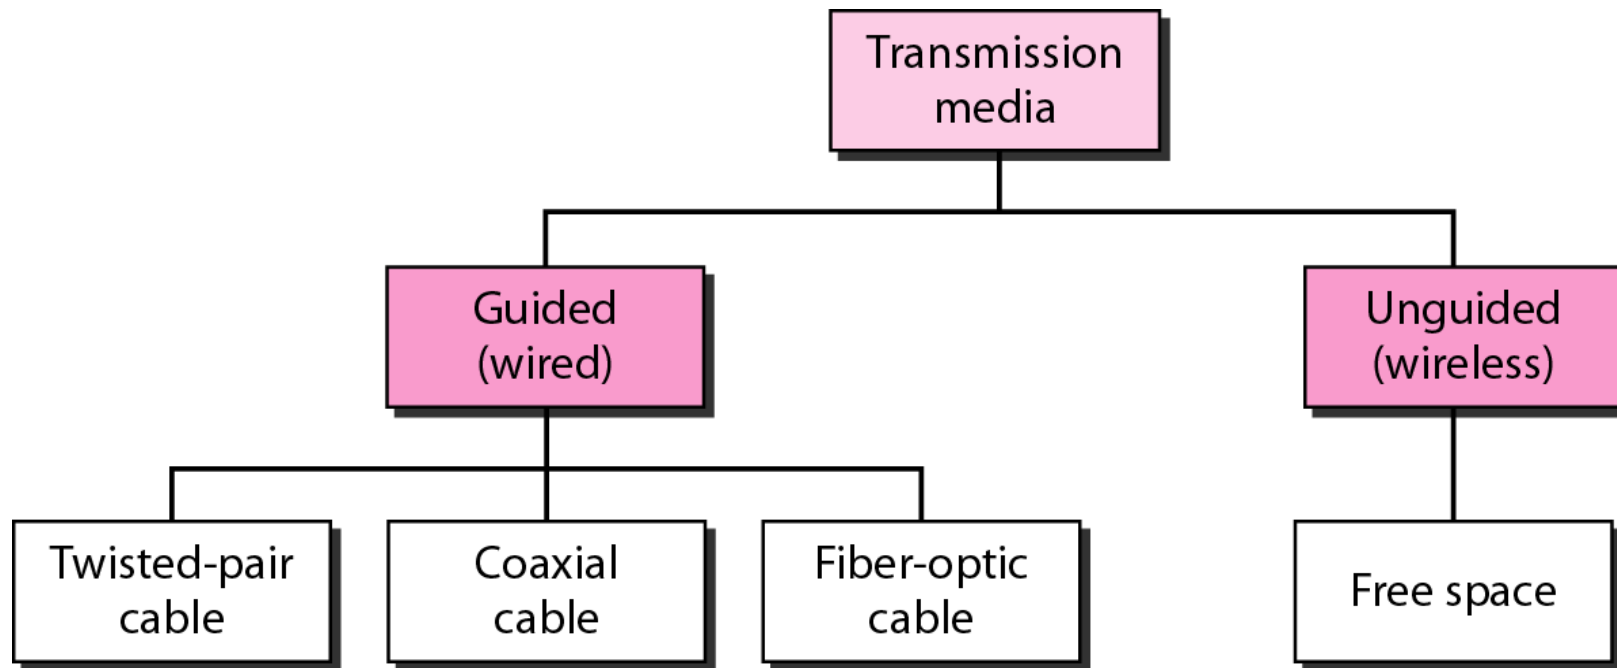 Transmission
media
Guided
(wired)
Unguided
(wireless)
Twisted-pair
cable
Coaxial
cable
Fiber-optic
cable
Free space